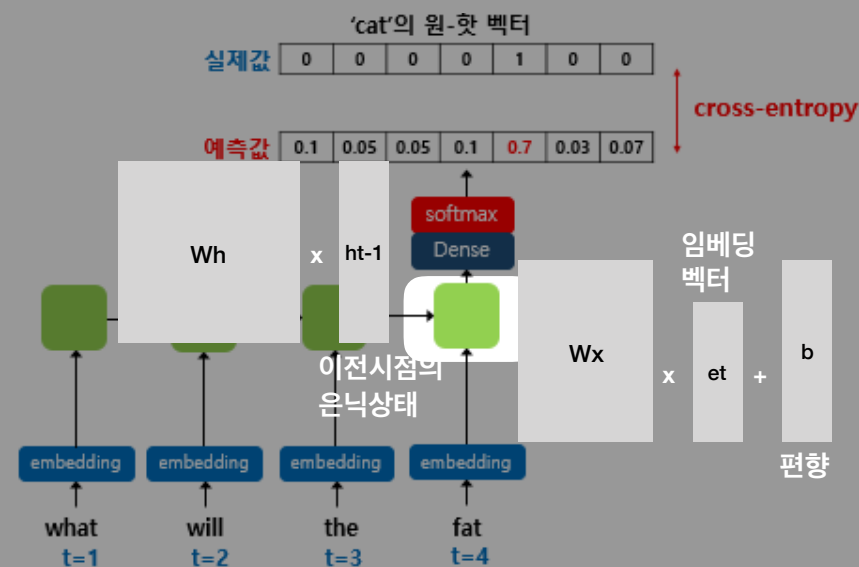 'cat'의 원-핫 벡터
실제값 0 0 0 0 1 0 0
cross-entropy
예측값 0.1 0.05 0.05 0.1 0.7 0.03 0.07
softmax
Dense
Wh x ht-1
임베딩
벡터
Wx x et + b
이전시점의
은닉상태
편향
embedding embedding embedding embedding
what will the fat
t=1 t=2 t=3 t=4